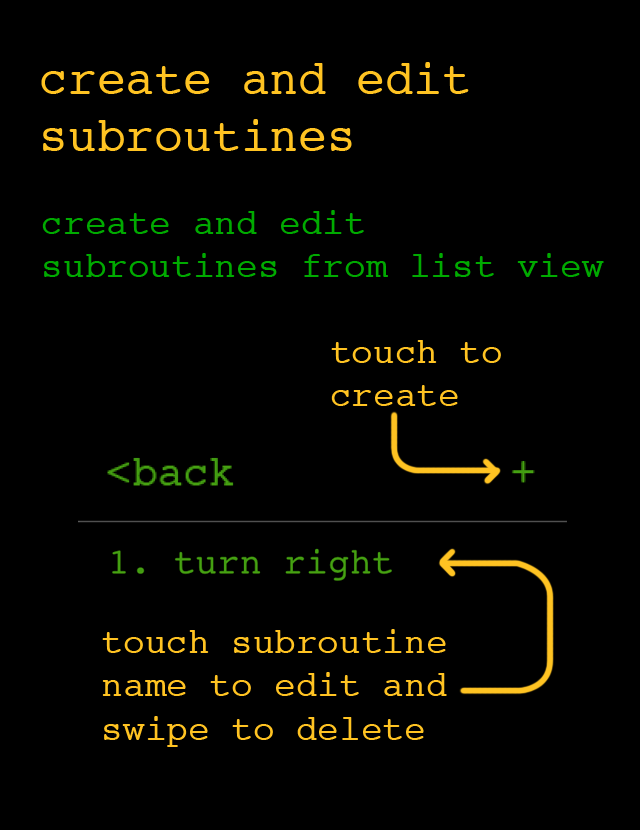 create and edit
subroutines
create and edit
subroutines from list view
touch to
create
<back +
1. turn right
touch subroutine
name to edit and
swipe to delete